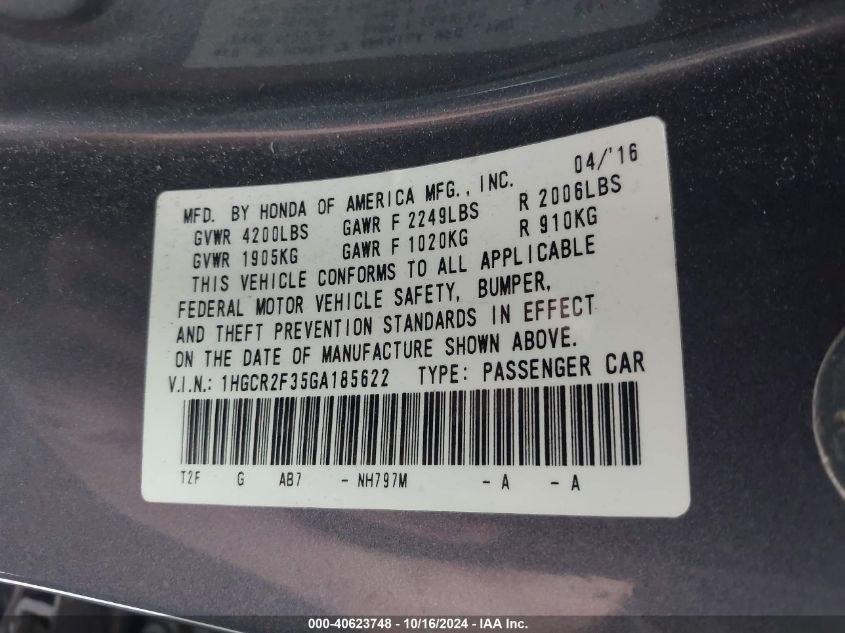 MFD. BY HONDA OF AMERICA MFG., INC. 04/'16
GVWR 4200LBS GAWR F 2249LBS R 2006LBS
GVWR 1905KG GAWR F 1020KG R 910KG
THIS VEHICLE CONFORMS TO ALL APPLICABLE
FEDERAL MOTOR VEHICLE SAFETY, BUMPER,
AND THEFT PREVENTION STANDARDS IN EFFECT
ON THE DATE OF MANUFACTURE SHOWN ABOVE.
V.I.N.: 1HGCR2F35GA185622 TYPE: PASSENGER CAR
T2F G AB7 - NH797M - A - A
000-40623748 - 10/16/2024 - IAA Inc.